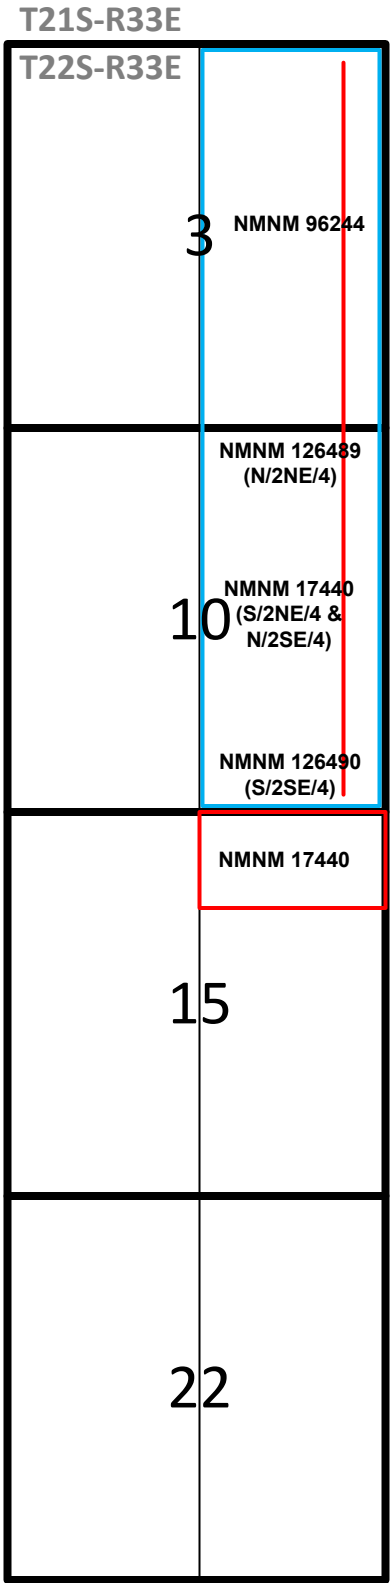 T21S-R33E
T22S-R33E
3
NMNM 96244
NMNM 126489
(N/2NE/4)
10
NMNM 17440
(S/2NE/4 &
N/2SE/4)
NMNM 126490
(S/2SE/4)
NMNM 17440
15
22